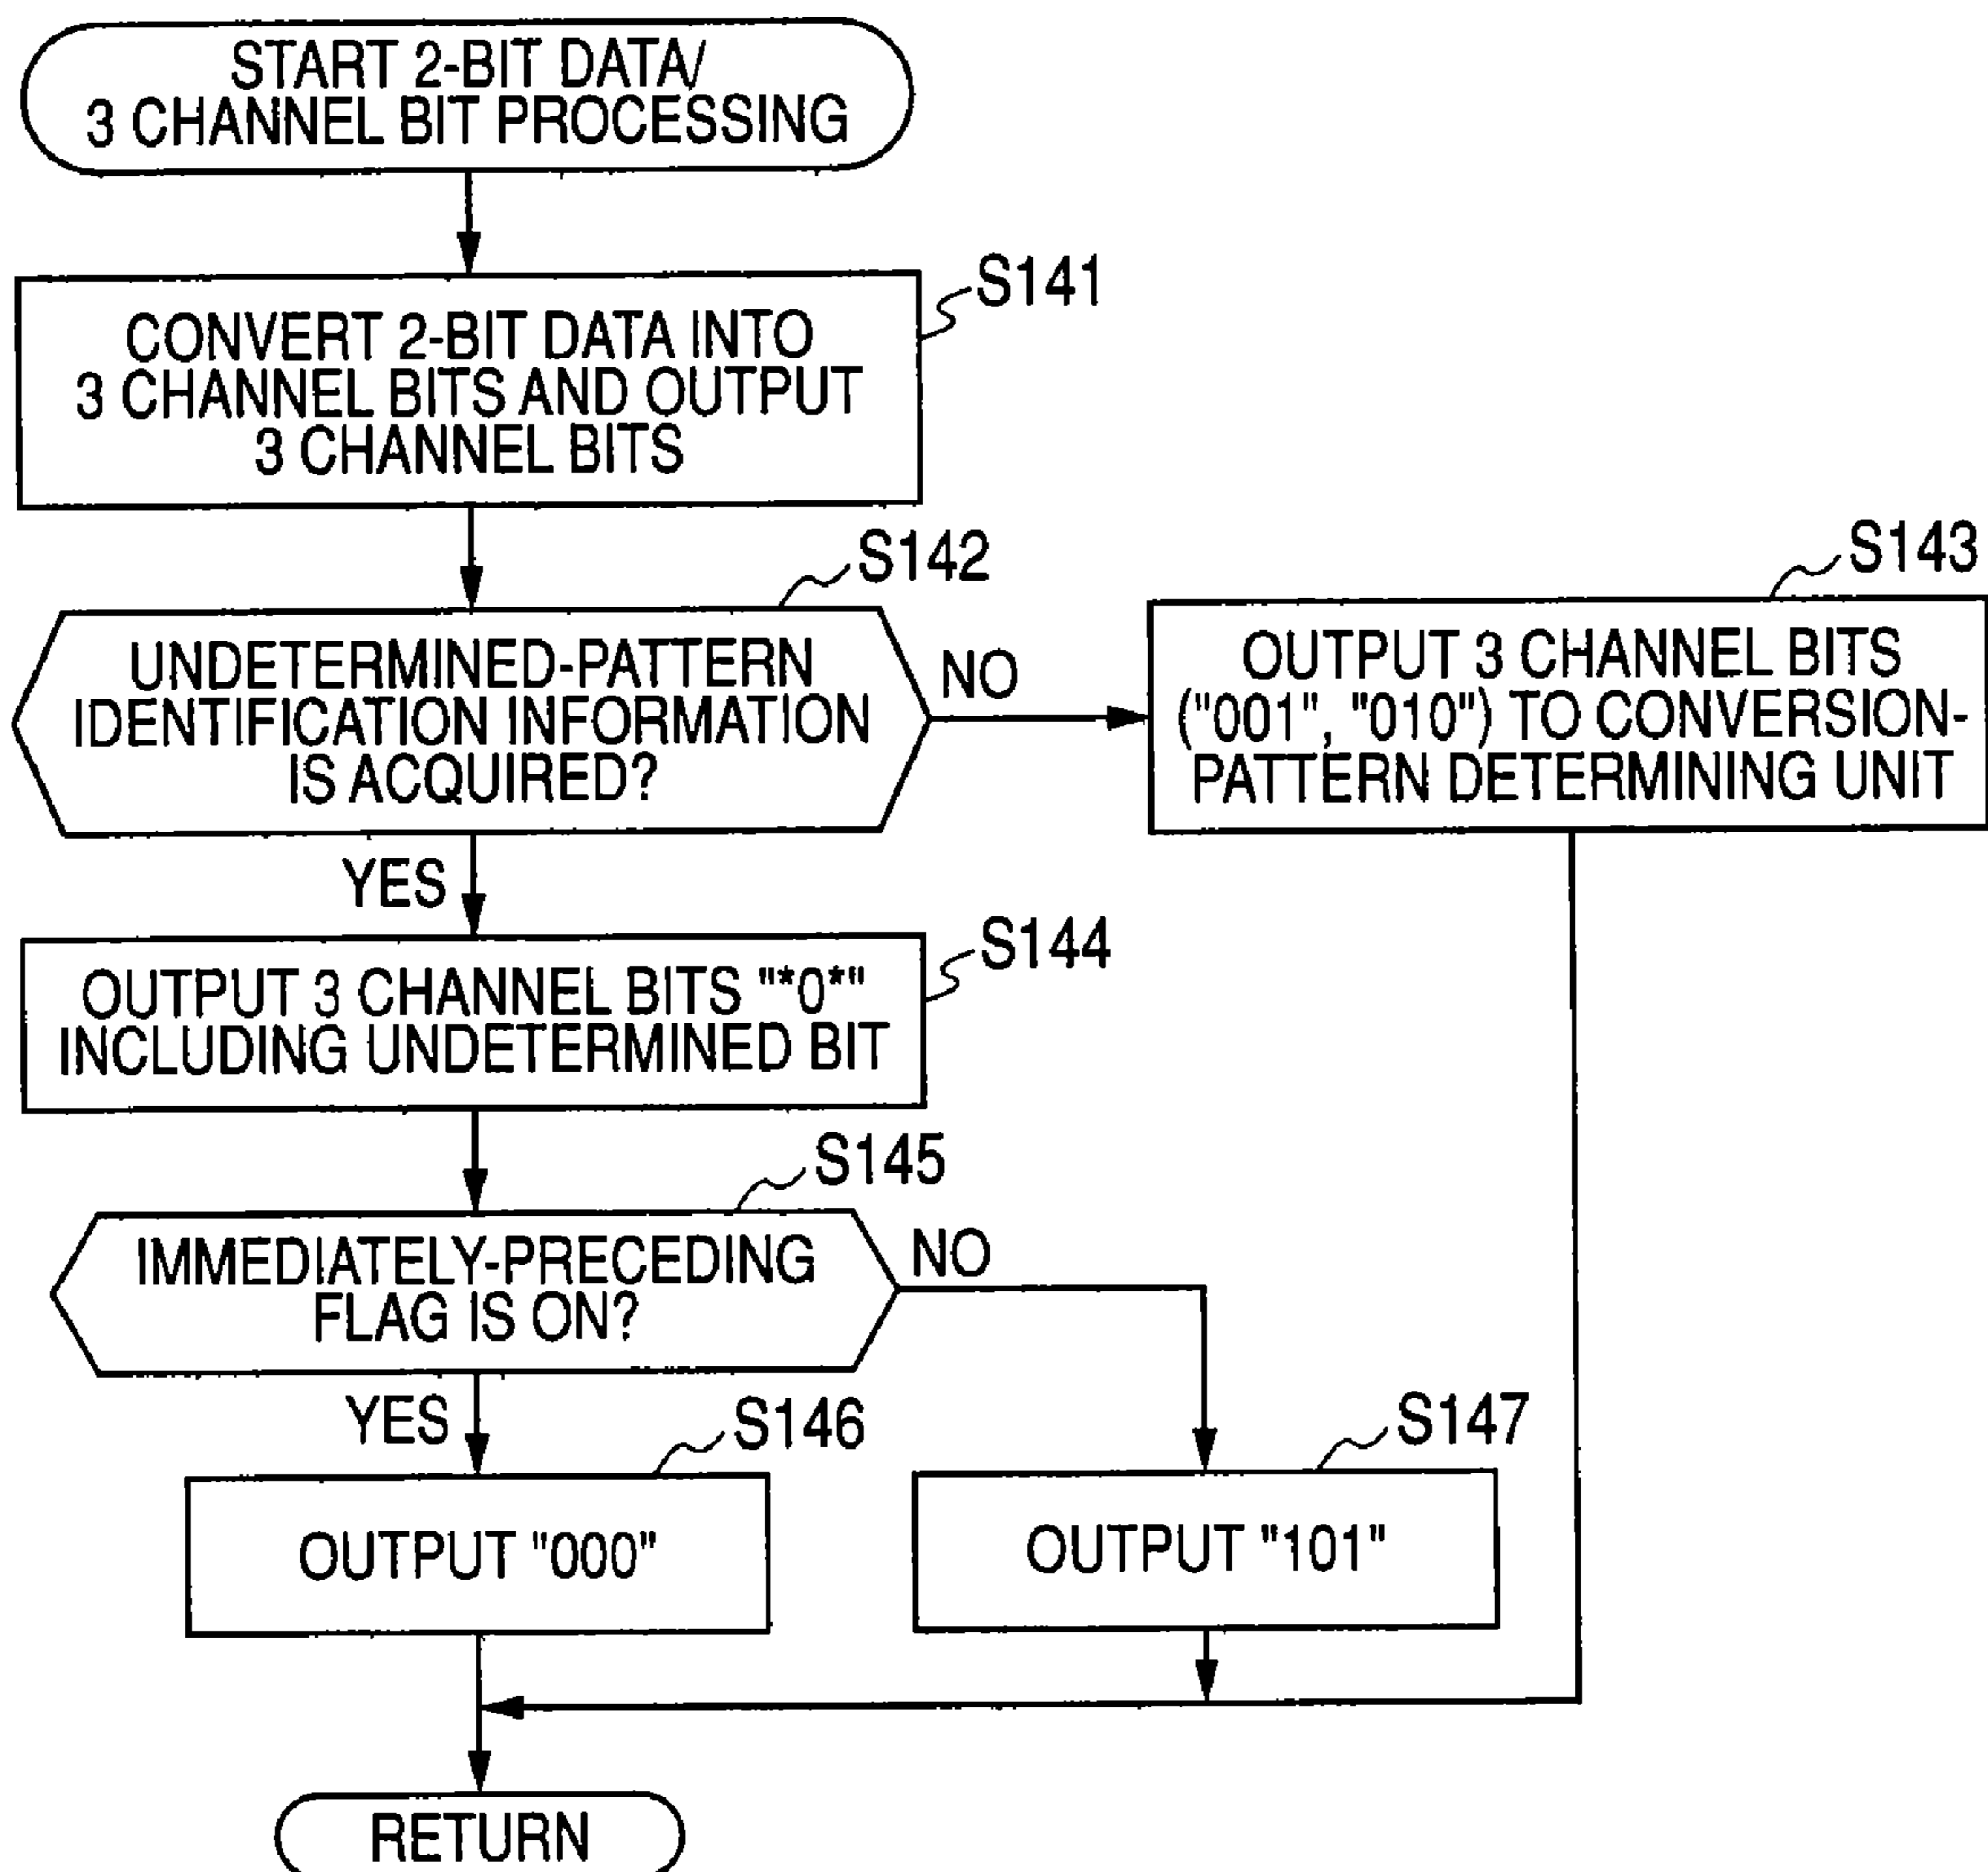 START 2-BIT DATA/
3 CHANNEL BIT PROCESSING
S141
CONVERT 2-BIT DATA INTO
3 CHANNEL BITS AND OUTPUT
3 CHANNEL BITS
S142
UNDETERMINED-PATTERN
IDENTIFICATION INFORMATION
IS ACQUIRED?
NO
S143
OUTPUT 3 CHANNEL BITS
("001", "010") TO CONVERSION-
PATTERN DETERMINING UNIT
YES
S144
OUTPUT 3 CHANNEL BITS "*0*"
INCLUDING UNDETERMINED BIT
S145
IMMEDIATELY-PRECEDING
FLAG IS ON?
NO
YES
S146
OUTPUT "000"
S147
OUTPUT "101"
RETURN